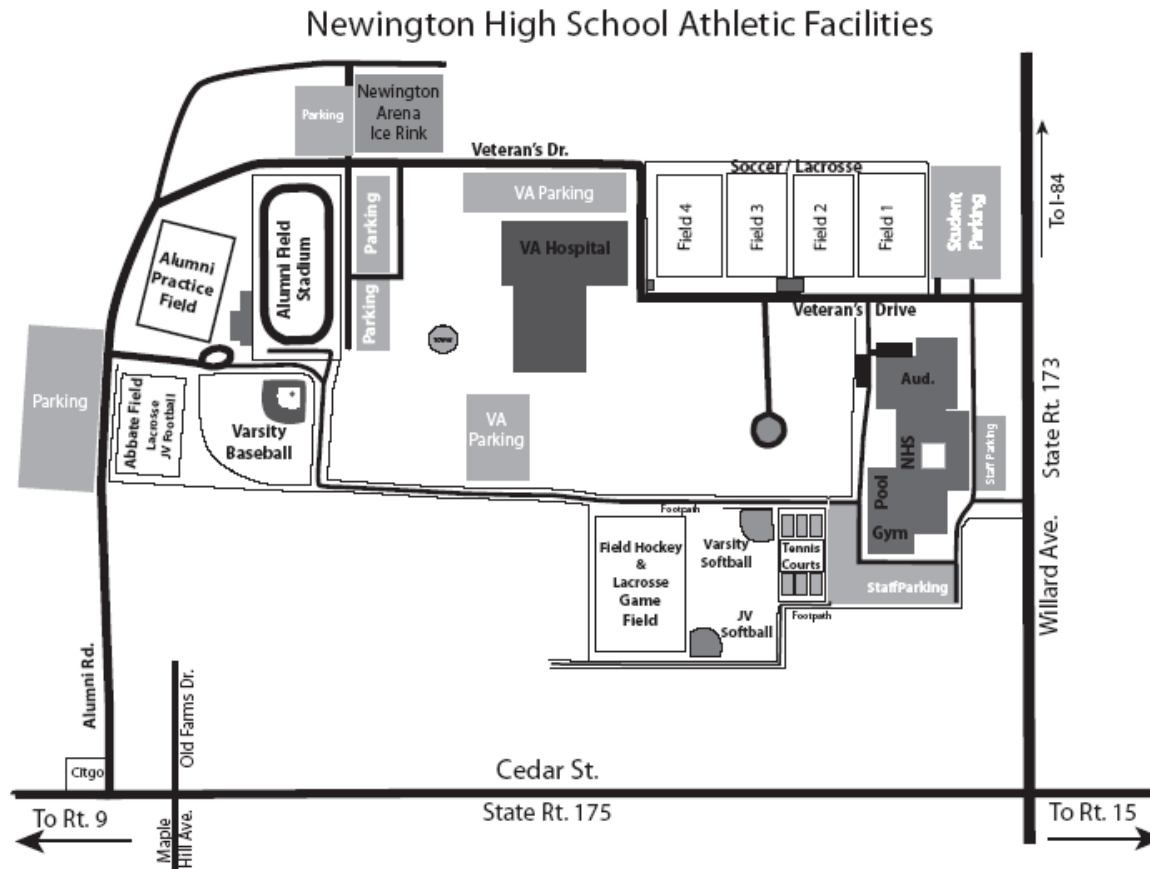 Newington High School Athletic Facilities
Parking
Newington
Arena
Ice Rink
Veteran's Dr.
Soccer / Lacrosse
To I-84
VA Parking
Parking
Field 4
Field 3
Field 2
Field 1
Student
Parking
Alumni
Practice
Field
Alumni Field
Stadium
VA Hospital
Parking
Veteran's Drive
Aud.
Parking
Abbate Field
Lacrosse
JV Football
Varsity
Baseball
VA
Parking
NHS
Staff Parking
State Rt. 173
Pool
Gym
Footpath
Field Hockey
&
Lacrosse
Game
Field
Varsity
Softball
Tennis
Courts
StaffParking
JV
Softball
Footpath
Willard Ave.
Alumni Rd.
Old Farms Dr.
Citgo
Cedar St.
To Rt. 9
State Rt. 175
To Rt. 15
Maple
Hill Ave.